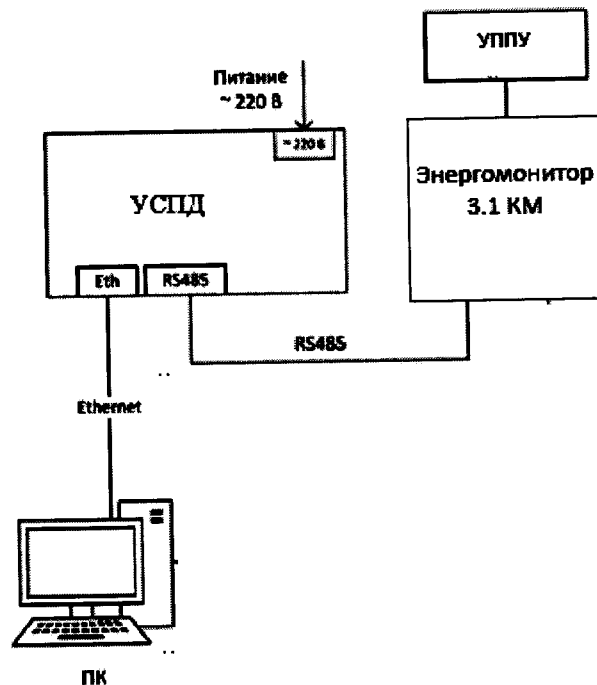 УППУ
Питание
~ 220 В
~ 220 В
Энергомонитор
3.1 КМ
УСПД
Eth
RS485
RS485
Ethernet
ПК